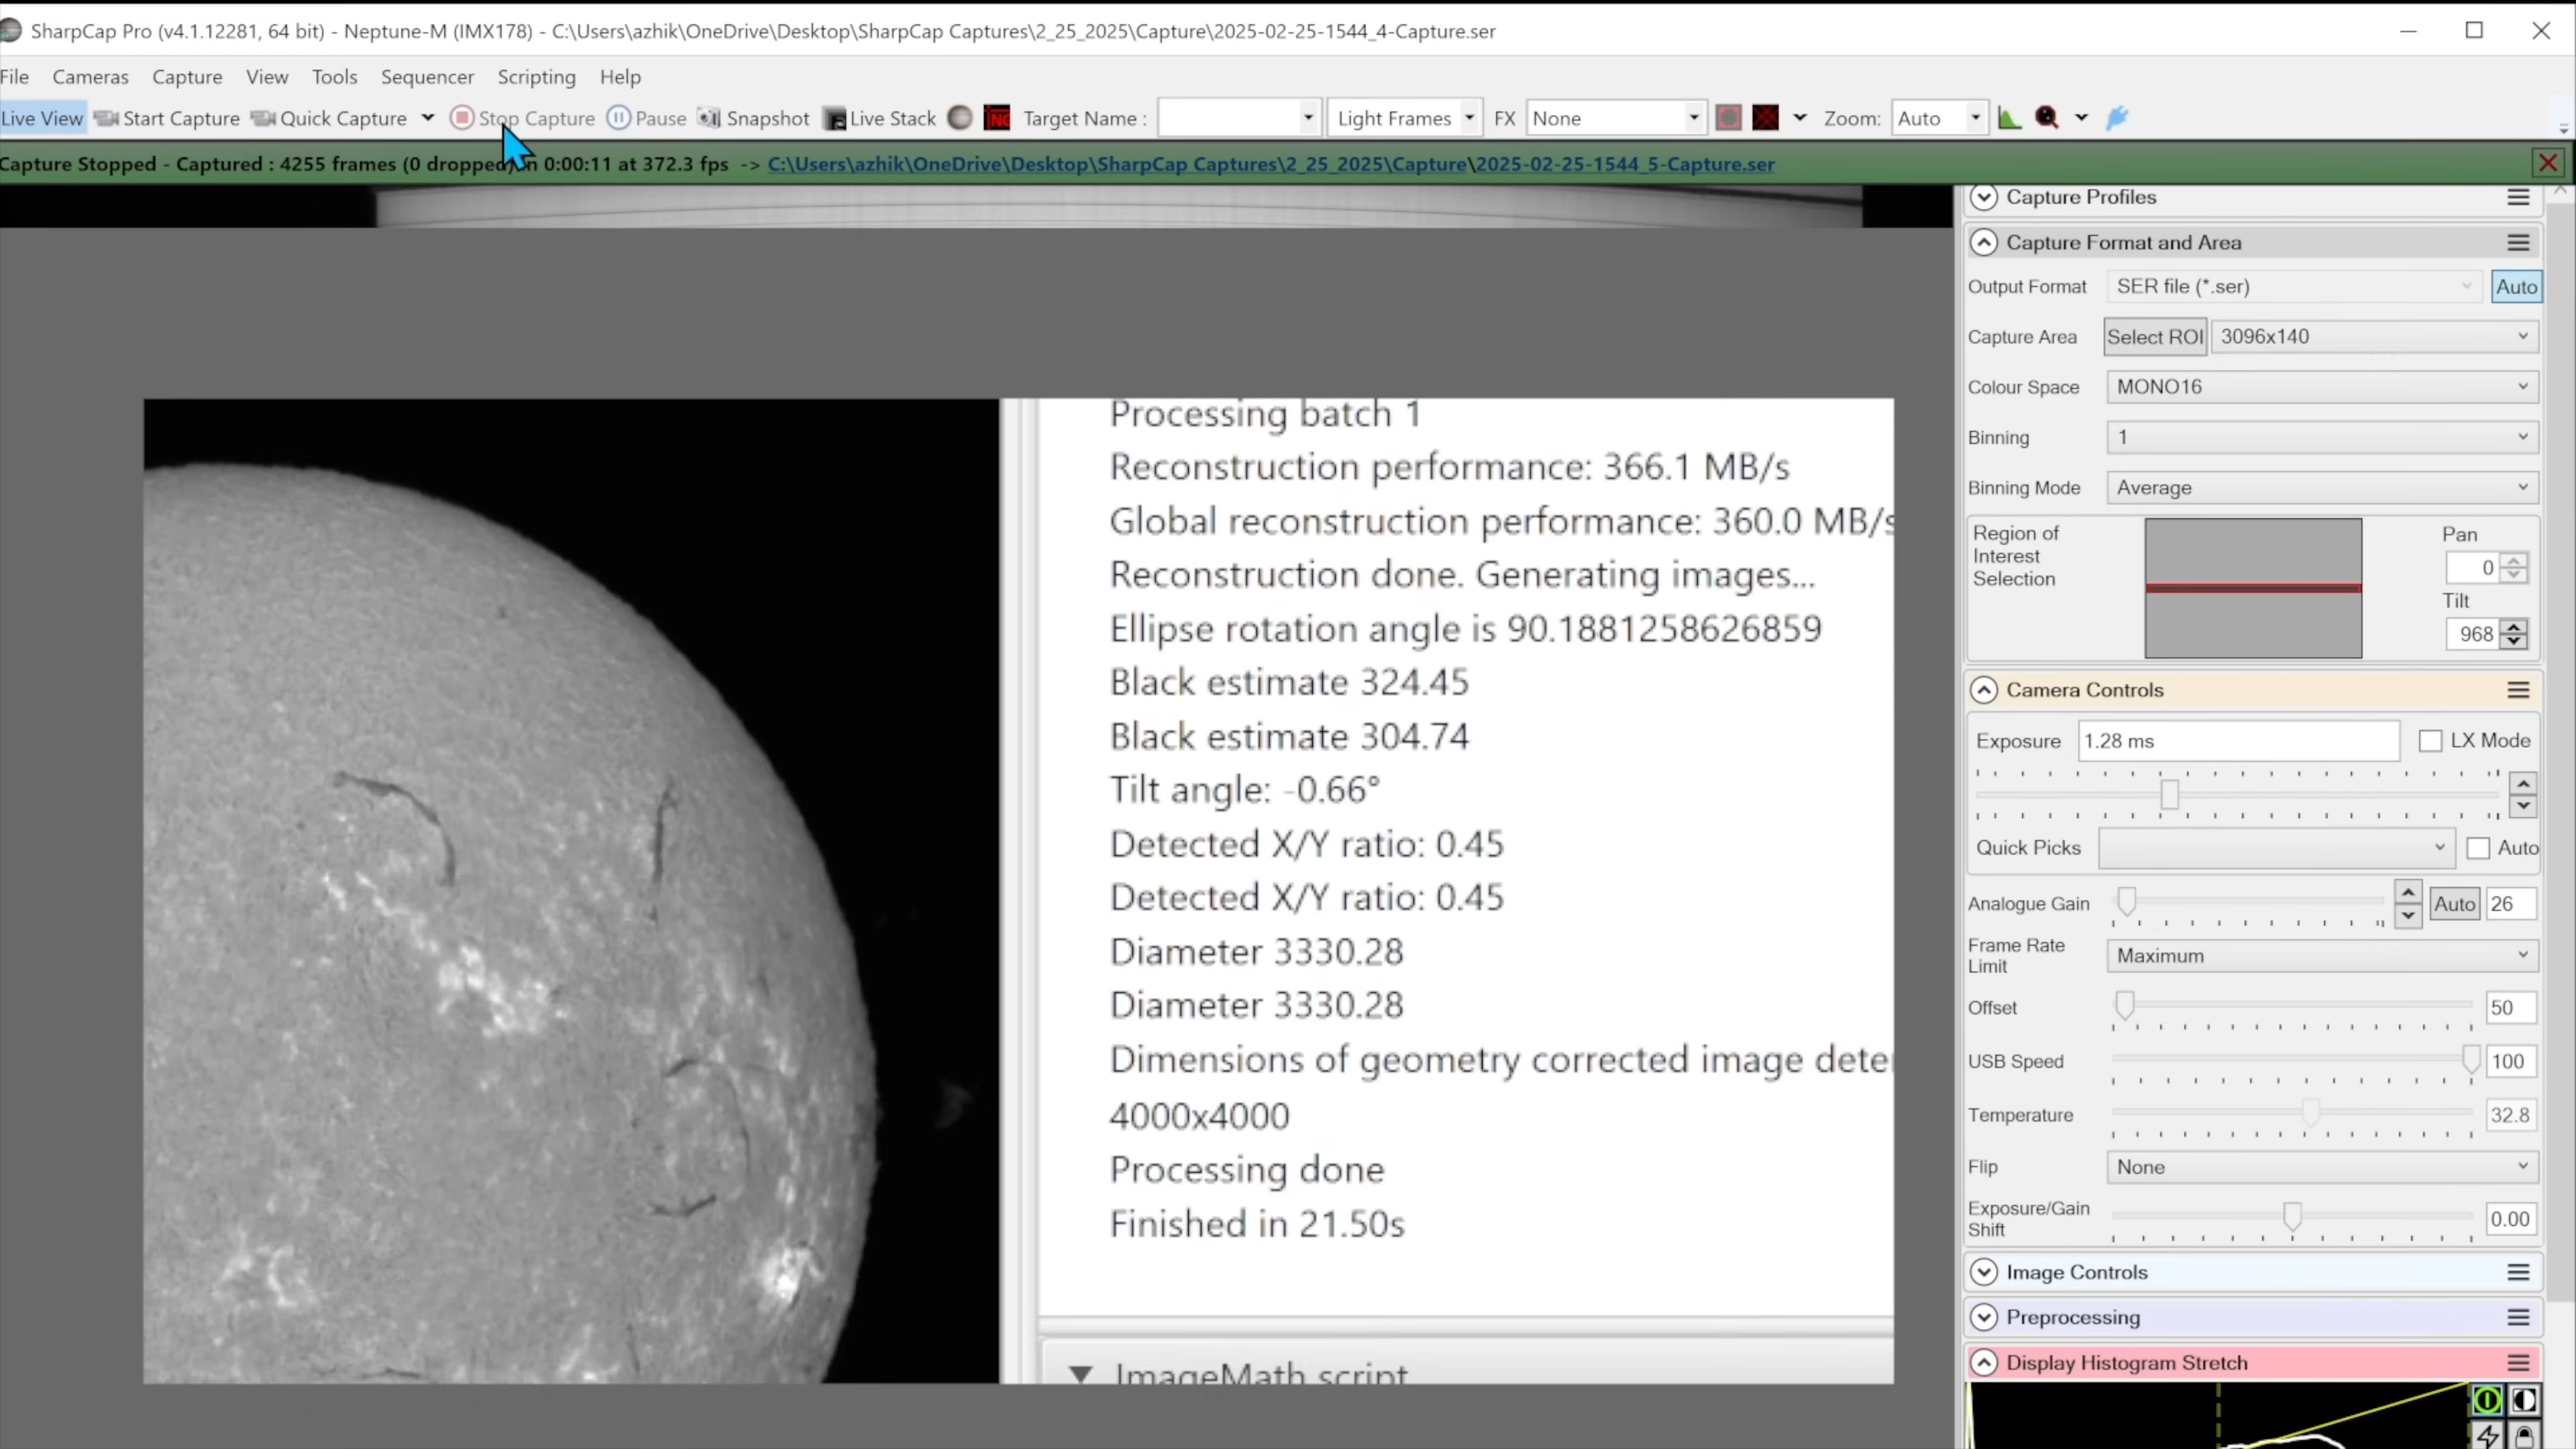 SharpCap Pro (v4.1.12281, 64 bit) - Neptune-M (IMX178) - C:\Users\azhik\OneDrive\Desktop\SharpCap Captures\2_25_2025\Capture\2025-02-25-1544_4-Capture.ser
File Cameras Capture View Tools Sequencer Scripting Help
Live View Start Capture Quick Capture Stop Capture Pause Snapshot Live Stack Target Name : Light Frames FX None Zoom: Auto
Capture Stopped - Captured : 4255 frames (0 dropped) in 0:00:11 at 372.3 fps -> C:\Users\azhik\OneDrive\Desktop\SharpCap Captures\2_25_2025\Capture\2025-02-25-1544_5-Capture.ser
Processing batch 1
Reconstruction performance: 366.1 MB/s
Global reconstruction performance: 360.0 MB/s
Reconstruction done. Generating images...
Ellipse rotation angle is 90.1881258626859
Black estimate 324.45
Black estimate 304.74
Tilt angle: -0.66°
Detected X/Y ratio: 0.45
Detected X/Y ratio: 0.45
Diameter 3330.28
Diameter 3330.28
Dimensions of geometry corrected image dete
4000x4000
Processing done
Finished in 21.50s
ImageMath script
Capture Profiles
Capture Format and Area
Output Format SER file (*.ser) Auto
Capture Area Select ROI 3096x140
Colour Space MONO16
Binning 1
Binning Mode Average
Region of
Interest
Selection
Pan
0
Tilt
968
Camera Controls
Exposure 1.28 ms LX Mode
Quick Picks Auto
Analogue Gain Auto 26
Frame Rate
Limit
Maximum
Offset 50
USB Speed 100
Temperature 32.8
Flip None
Exposure/Gain
Shift
0.00
Image Controls
Preprocessing
Display Histogram Stretch